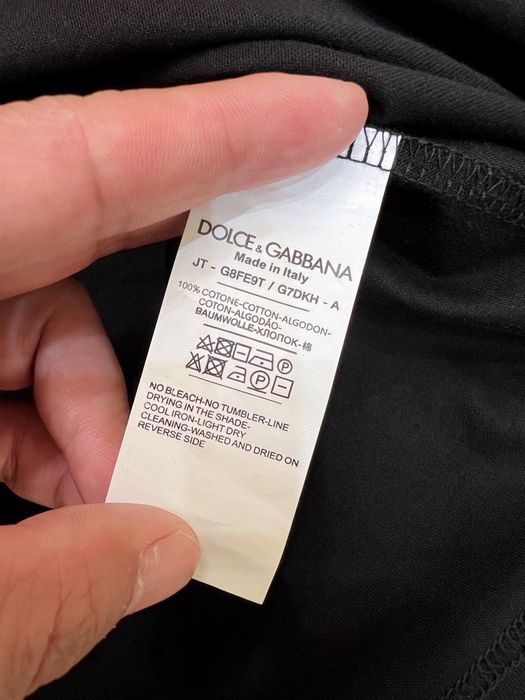 DOLCE & GABBANA
Made in Italy
JT - G8FE9T / G7DKH - A
100% COTONE-COTTON-ALGODON-
COTON-ALGODÃO-
BAUMWOLLE-ХЛОПОК-棉
NO BLEACH-NO TUMBLER-LINE
DRYING IN THE SHADE-
COOL IRON-LIGHT DRY
CLEANING-WASHED AND DRIED ON
REVERSE SIDE